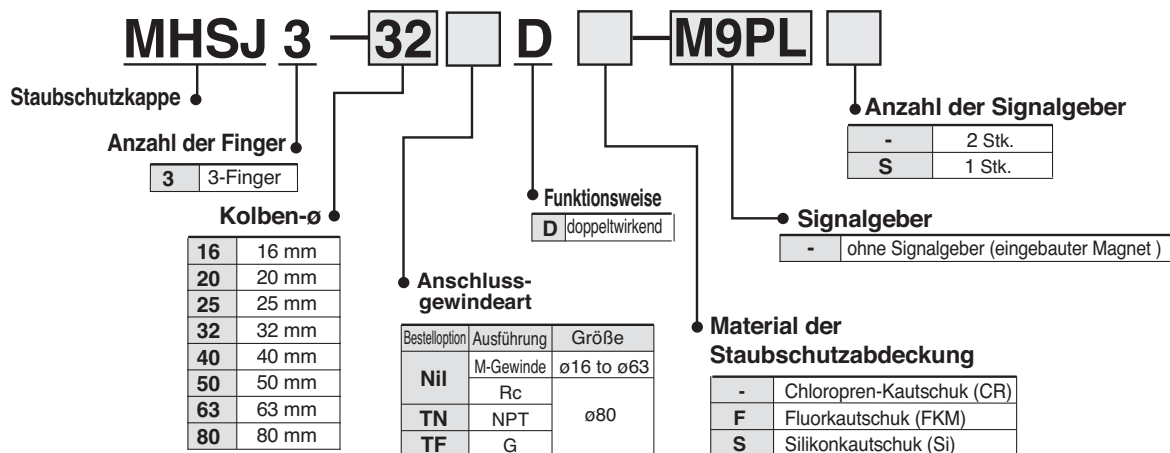 MHSJ 3 - 32 D - M9PL
Staubschutzkappe
Anzahl der Finger
3 3-Finger
Kolben-ø
16 16 mm
20 20 mm
25 25 mm
32 32 mm
40 40 mm
50 50 mm
63 63 mm
80 80 mm
Anschluss-
gewindeart
Bestelloption Ausführung Größe
Nil M-Gewinde ø16 to ø63
Rc ø80
TN NPT
TF G
Funktionsweise
D doppeltwirkend
Material der
Staubschutzabdeckung
- Chloropren-Kautschuk (CR)
F Fluorkautschuk (FKM)
S Silikonkautschuk (Si)
Signalgeber
- ohne Signalgeber (eingebauter Magnet )
Anzahl der Signalgeber
- 2 Stk.
S 1 Stk.